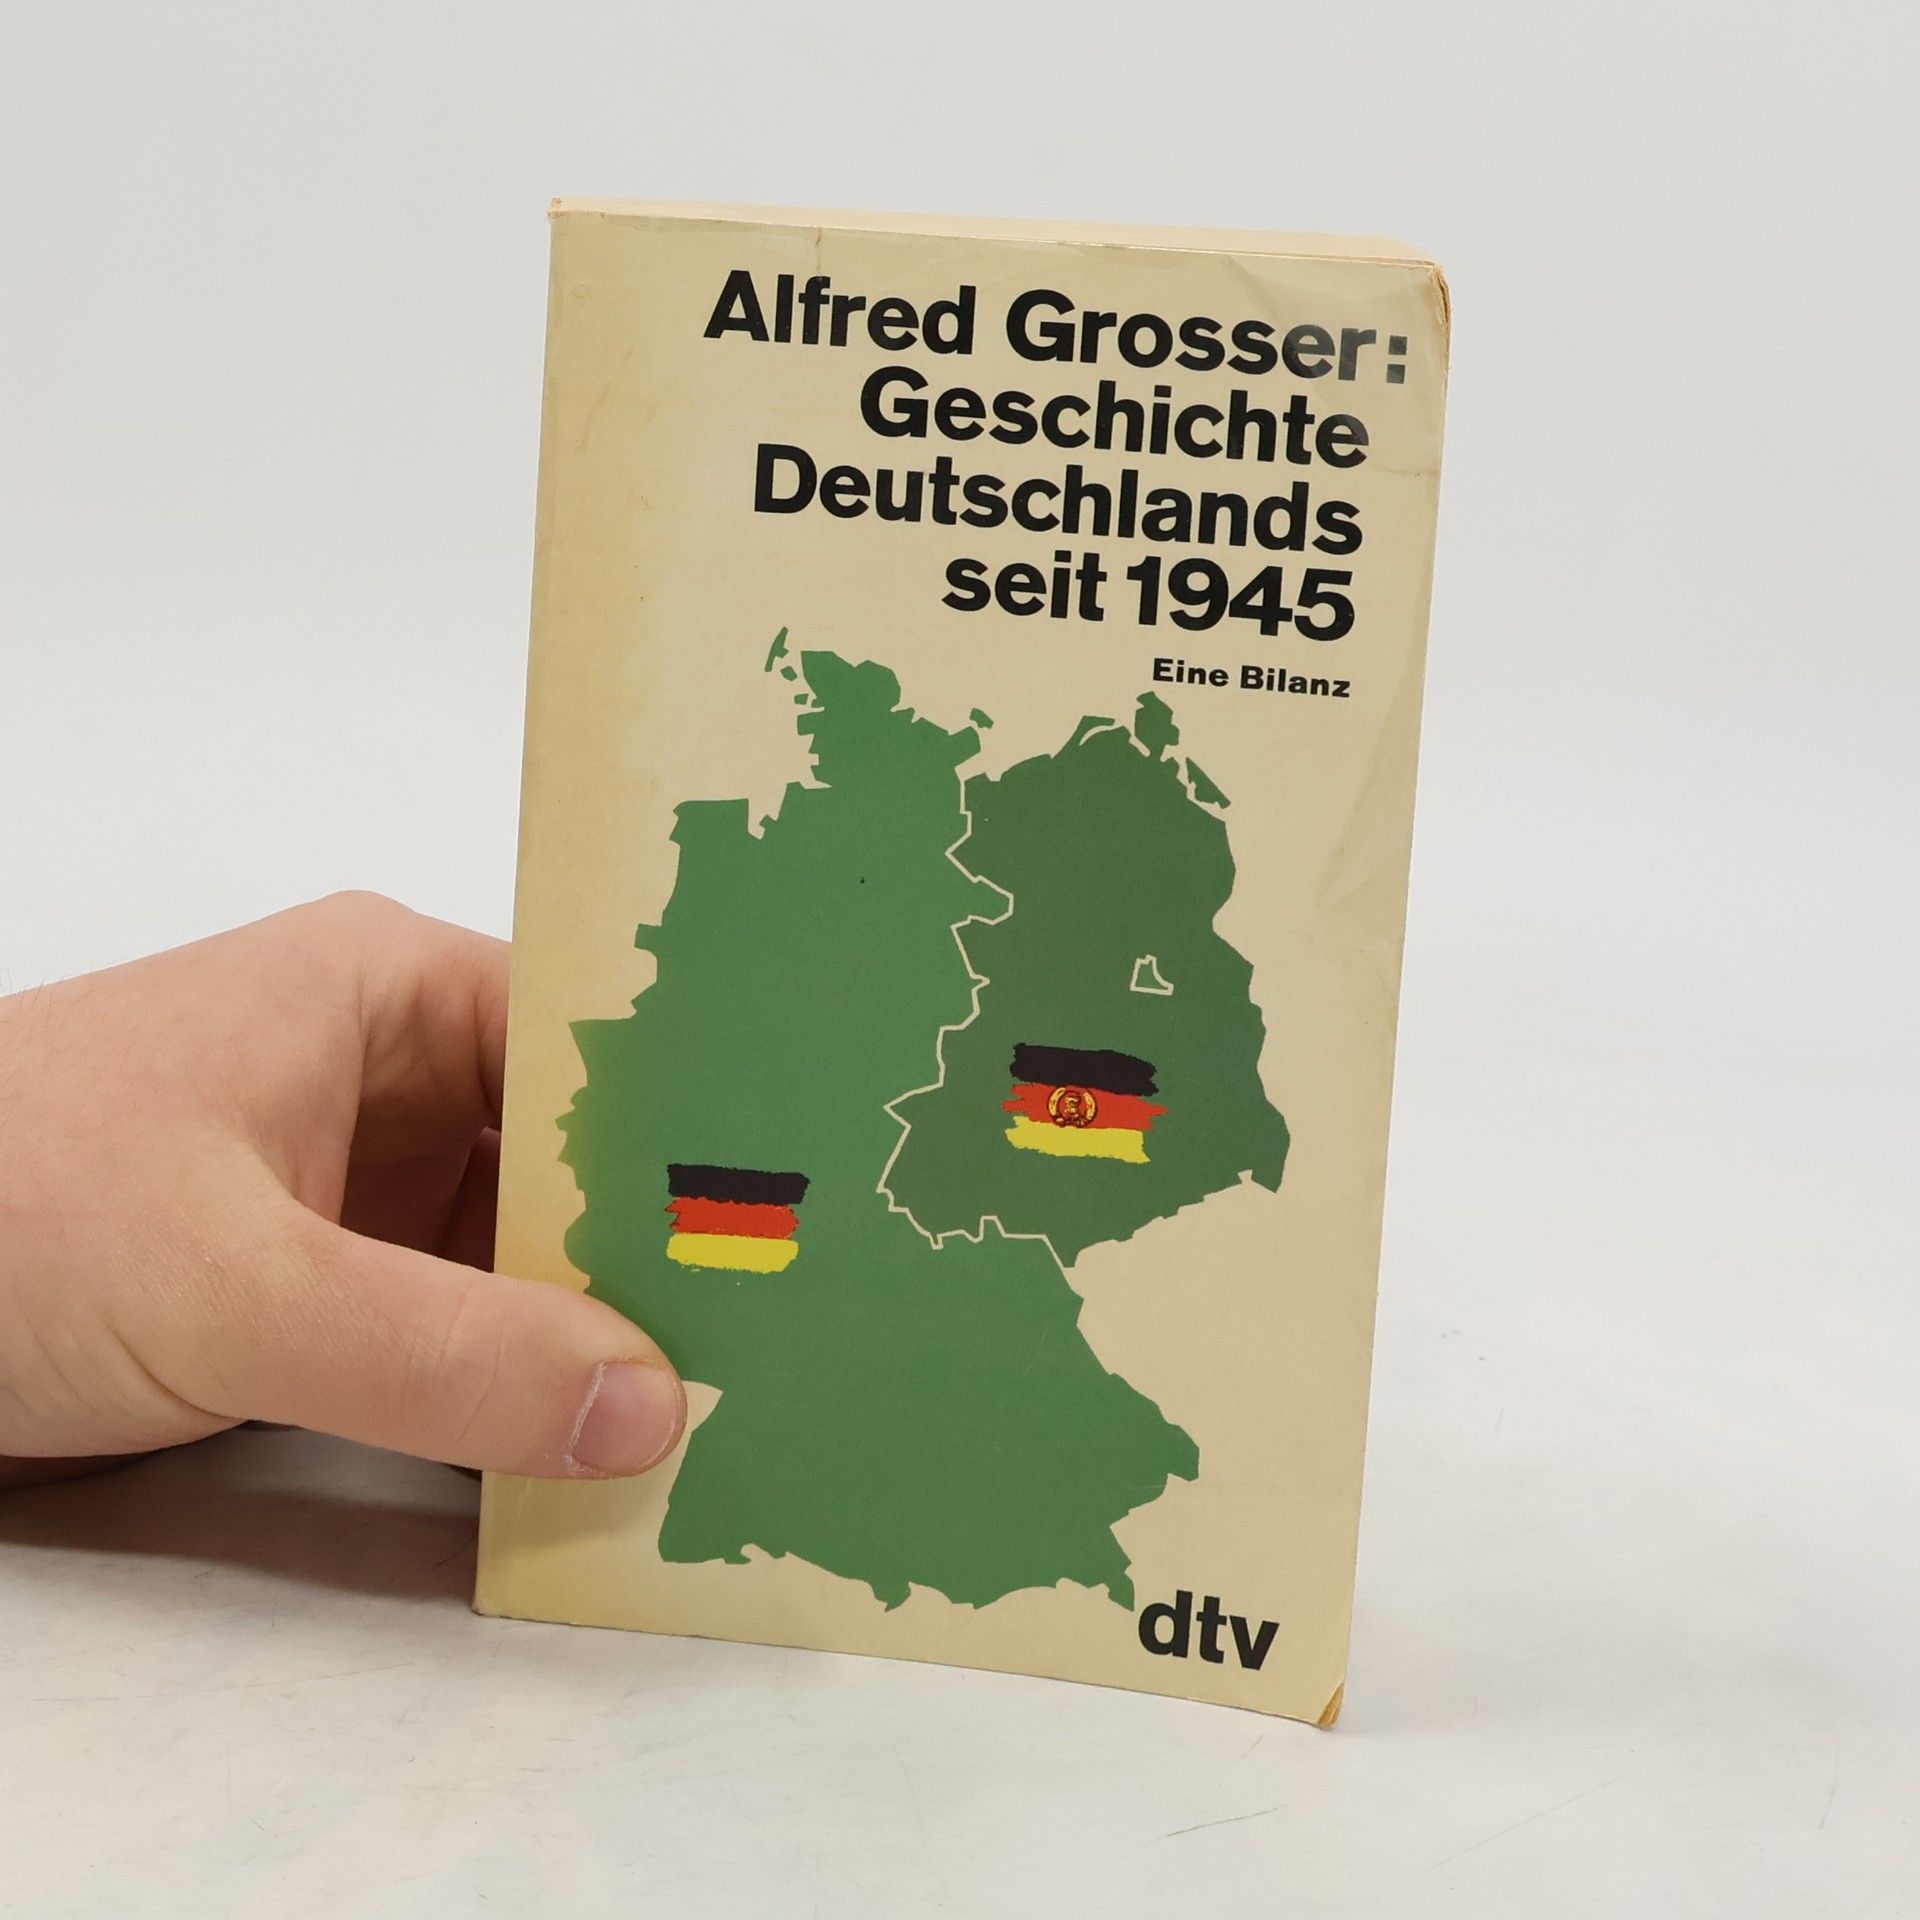 Alfred Grosser:
Geschichte
Deutschlands
seit 1945
Eine Bilanz
dtv